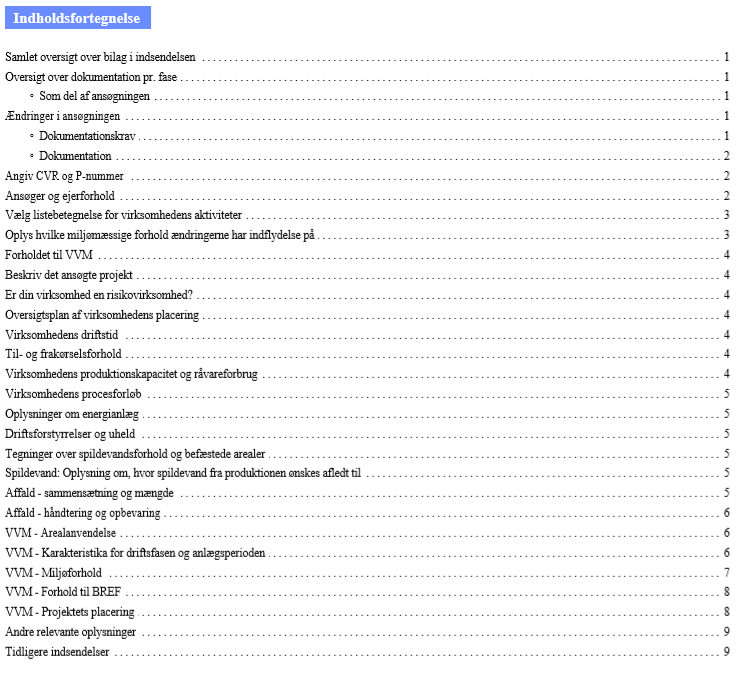 Indholdsfortegnelse
Samlet oversigt over bilag i indsendelsen . . . . . . . . . . . . . . . . . . . . 1
Oversigt over dokumentation pr. fase . . . . . . . . . . . . . . . . . . . . 1
◦ Som del af ansøgningen . . . . . . . . . . . . . . . . . . . . 1
Ændringer i ansøgningen . . . . . . . . . . . . . . . . . . . . 1
◦ Dokumentationskrav . . . . . . . . . . . . . . . . . . . . 1
◦ Dokumentation . . . . . . . . . . . . . . . . . . . . 2
Angiv CVR og P-nummer . . . . . . . . . . . . . . . . . . . . 2
Ansøger og ejerforhold . . . . . . . . . . . . . . . . . . . . 2
Vælg listebetegnelse for virksomhedens aktiviteter . . . . . . . . . . . . . . . . . . . . 3
Oplys hvilke miljømæssige forhold ændringerne har indflydelse på . . . . . . . . . . . . . . . . . . . . 3
Forholdet til VVM . . . . . . . . . . . . . . . . . . . . 4
Beskriv det ansøgte projekt . . . . . . . . . . . . . . . . . . . . 4
Er din virksomhed en risikovirksomhed? . . . . . . . . . . . . . . . . . . . . 4
Oversigtsplan af virksomhedens placering . . . . . . . . . . . . . . . . . . . . 4
Virksomhedens driftstid . . . . . . . . . . . . . . . . . . . . 4
Til- og frakørselsforhold . . . . . . . . . . . . . . . . . . . . 4
Virksomhedens produktionskapacitet og råvareforbrug . . . . . . . . . . . . . . . . . . . . 4
Virksomhedens procesforløb . . . . . . . . . . . . . . . . . . . . 5
Oplysninger om energianlæg . . . . . . . . . . . . . . . . . . . . 5
Driftsforstyrrelser og uheld . . . . . . . . . . . . . . . . . . . . 5
Tegninger over spildevandsforhold og befæstede arealer . . . . . . . . . . . . . . . . . . . . 5
Spildevand: Oplysning om, hvor spildevand fra produktionen ønskes afledt til . . . . . . . . . . . . . . . . . . . . 5
Affald - sammensætning og mængde . . . . . . . . . . . . . . . . . . . . 5
Affald - håndtering og opbevaring . . . . . . . . . . . . . . . . . . . . 6
VVM - Arealanvendelse . . . . . . . . . . . . . . . . . . . . 6
VVM - Karakteristika for driftsfasen og anlægsperioden . . . . . . . . . . . . . . . . . . . . 6
VVM - Miljøforhold . . . . . . . . . . . . . . . . . . . . 7
VVM - Forhold til BREF . . . . . . . . . . . . . . . . . . . . 8
VVM - Projektets placering . . . . . . . . . . . . . . . . . . . . 8
Andre relevante oplysninger . . . . . . . . . . . . . . . . . . . . 9
Tidligere indsendelser . . . . . . . . . . . . . . . . . . . . 9